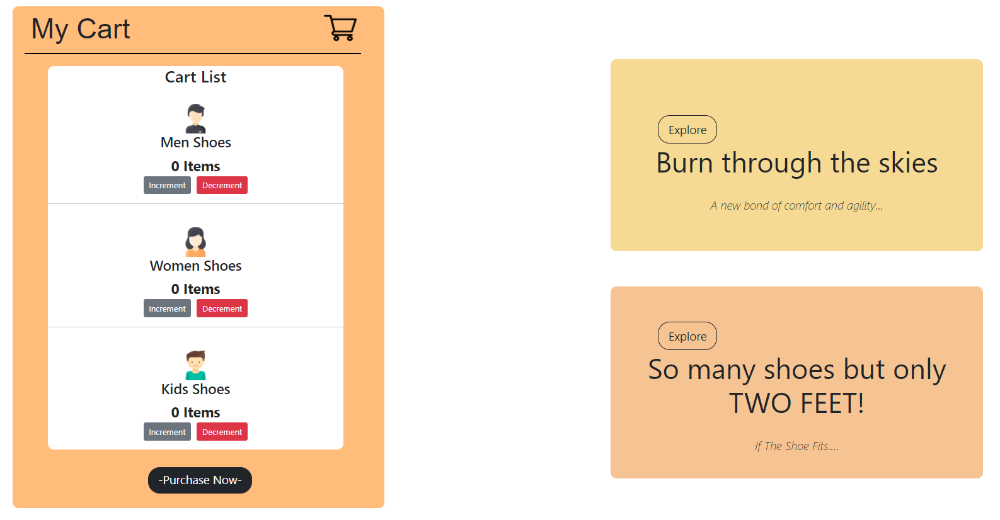 My Cart
Cart List
Men Shoes
0 Items
Increment Decrement
Women Shoes
0 Items
Increment Decrement
Kids Shoes
0 Items
Increment Decrement
-Purchase Now-
Explore
Burn through the skies
A new bond of comfort and agility...
Explore
So many shoes but only
TWO FEET!
If The Shoe Fits....